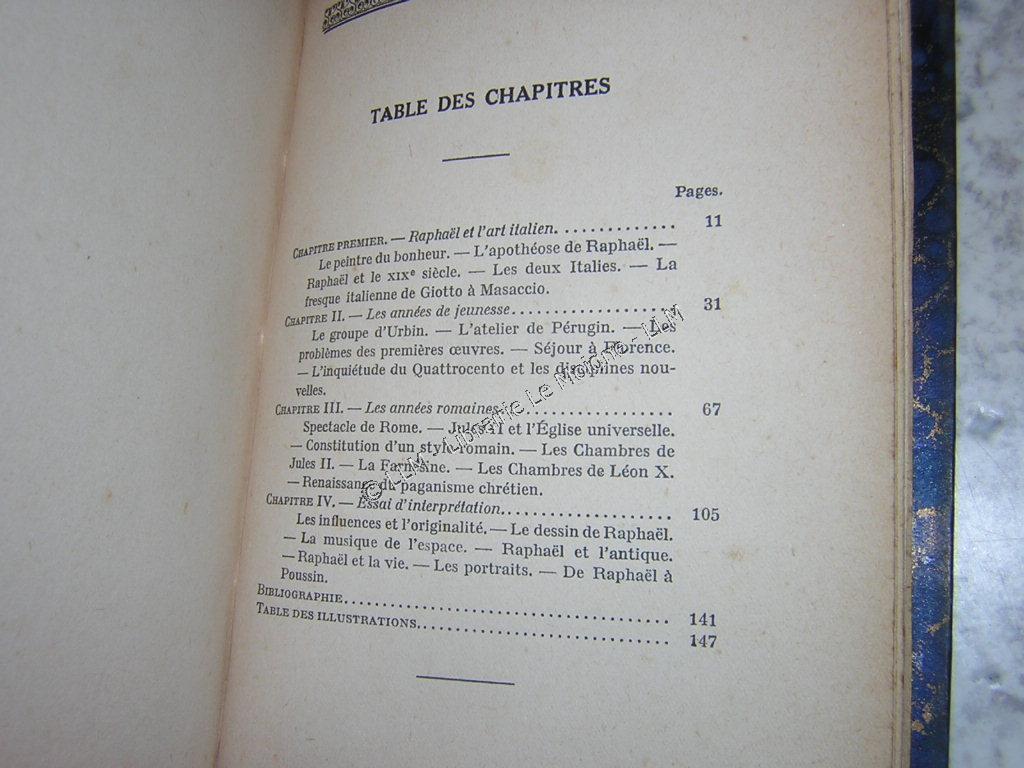 TABLE DES CHAPITRES
Pages.
CHAPITRE PREMIER. — Raphaël et l'art italien. . . . . . . . . . . . . . 11
Le peintre du bonheur. — L'apothéose de Raphaël. —
Raphaël et le XIXe siècle. — Les deux Italies. — La
fresque italienne de Giotto à Masaccio.
CHAPITRE II. — Les années de jeunesse. . . . . . . . . . . . . . . . . . . 31
Le groupe d'Urbin. — L'atelier de Pérugin. — Les
problèmes des premières œuvres. — Séjour à Florence.
— L'inquiétude du Quattrocento et les disciplines nou-
velles.
CHAPITRE III. — Les années romaines. . . . . . . . . . . . . . . . . . . . 67
Spectacle de Rome. — Jules II et l'Église universelle.
— Constitution d'un style romain. — Les Chambres de
Jules II. — La Farnésine. — Les Chambres de Léon X.
— Renaissance du paganisme chrétien.
CHAPITRE IV. — Essai d'interprétation. . . . . . . . . . . . . . . . . . . . 105
Les influences et l'originalité. — Le dessin de Raphaël.
— La musique de l'espace. — Raphaël et l'antique.
— Raphaël et la vie. — Les portraits. — De Raphaël à
Poussin.
BIBLIOGRAPHIE. . . . . . . . . . . . . . . . . . . . . . . . . . . . . . . . . . . . . . 141
TABLE DES ILLUSTRATIONS. . . . . . . . . . . . . . . . . . . . . . . . . . . . 147
© LLM - Librairie Le Moigne - LLM